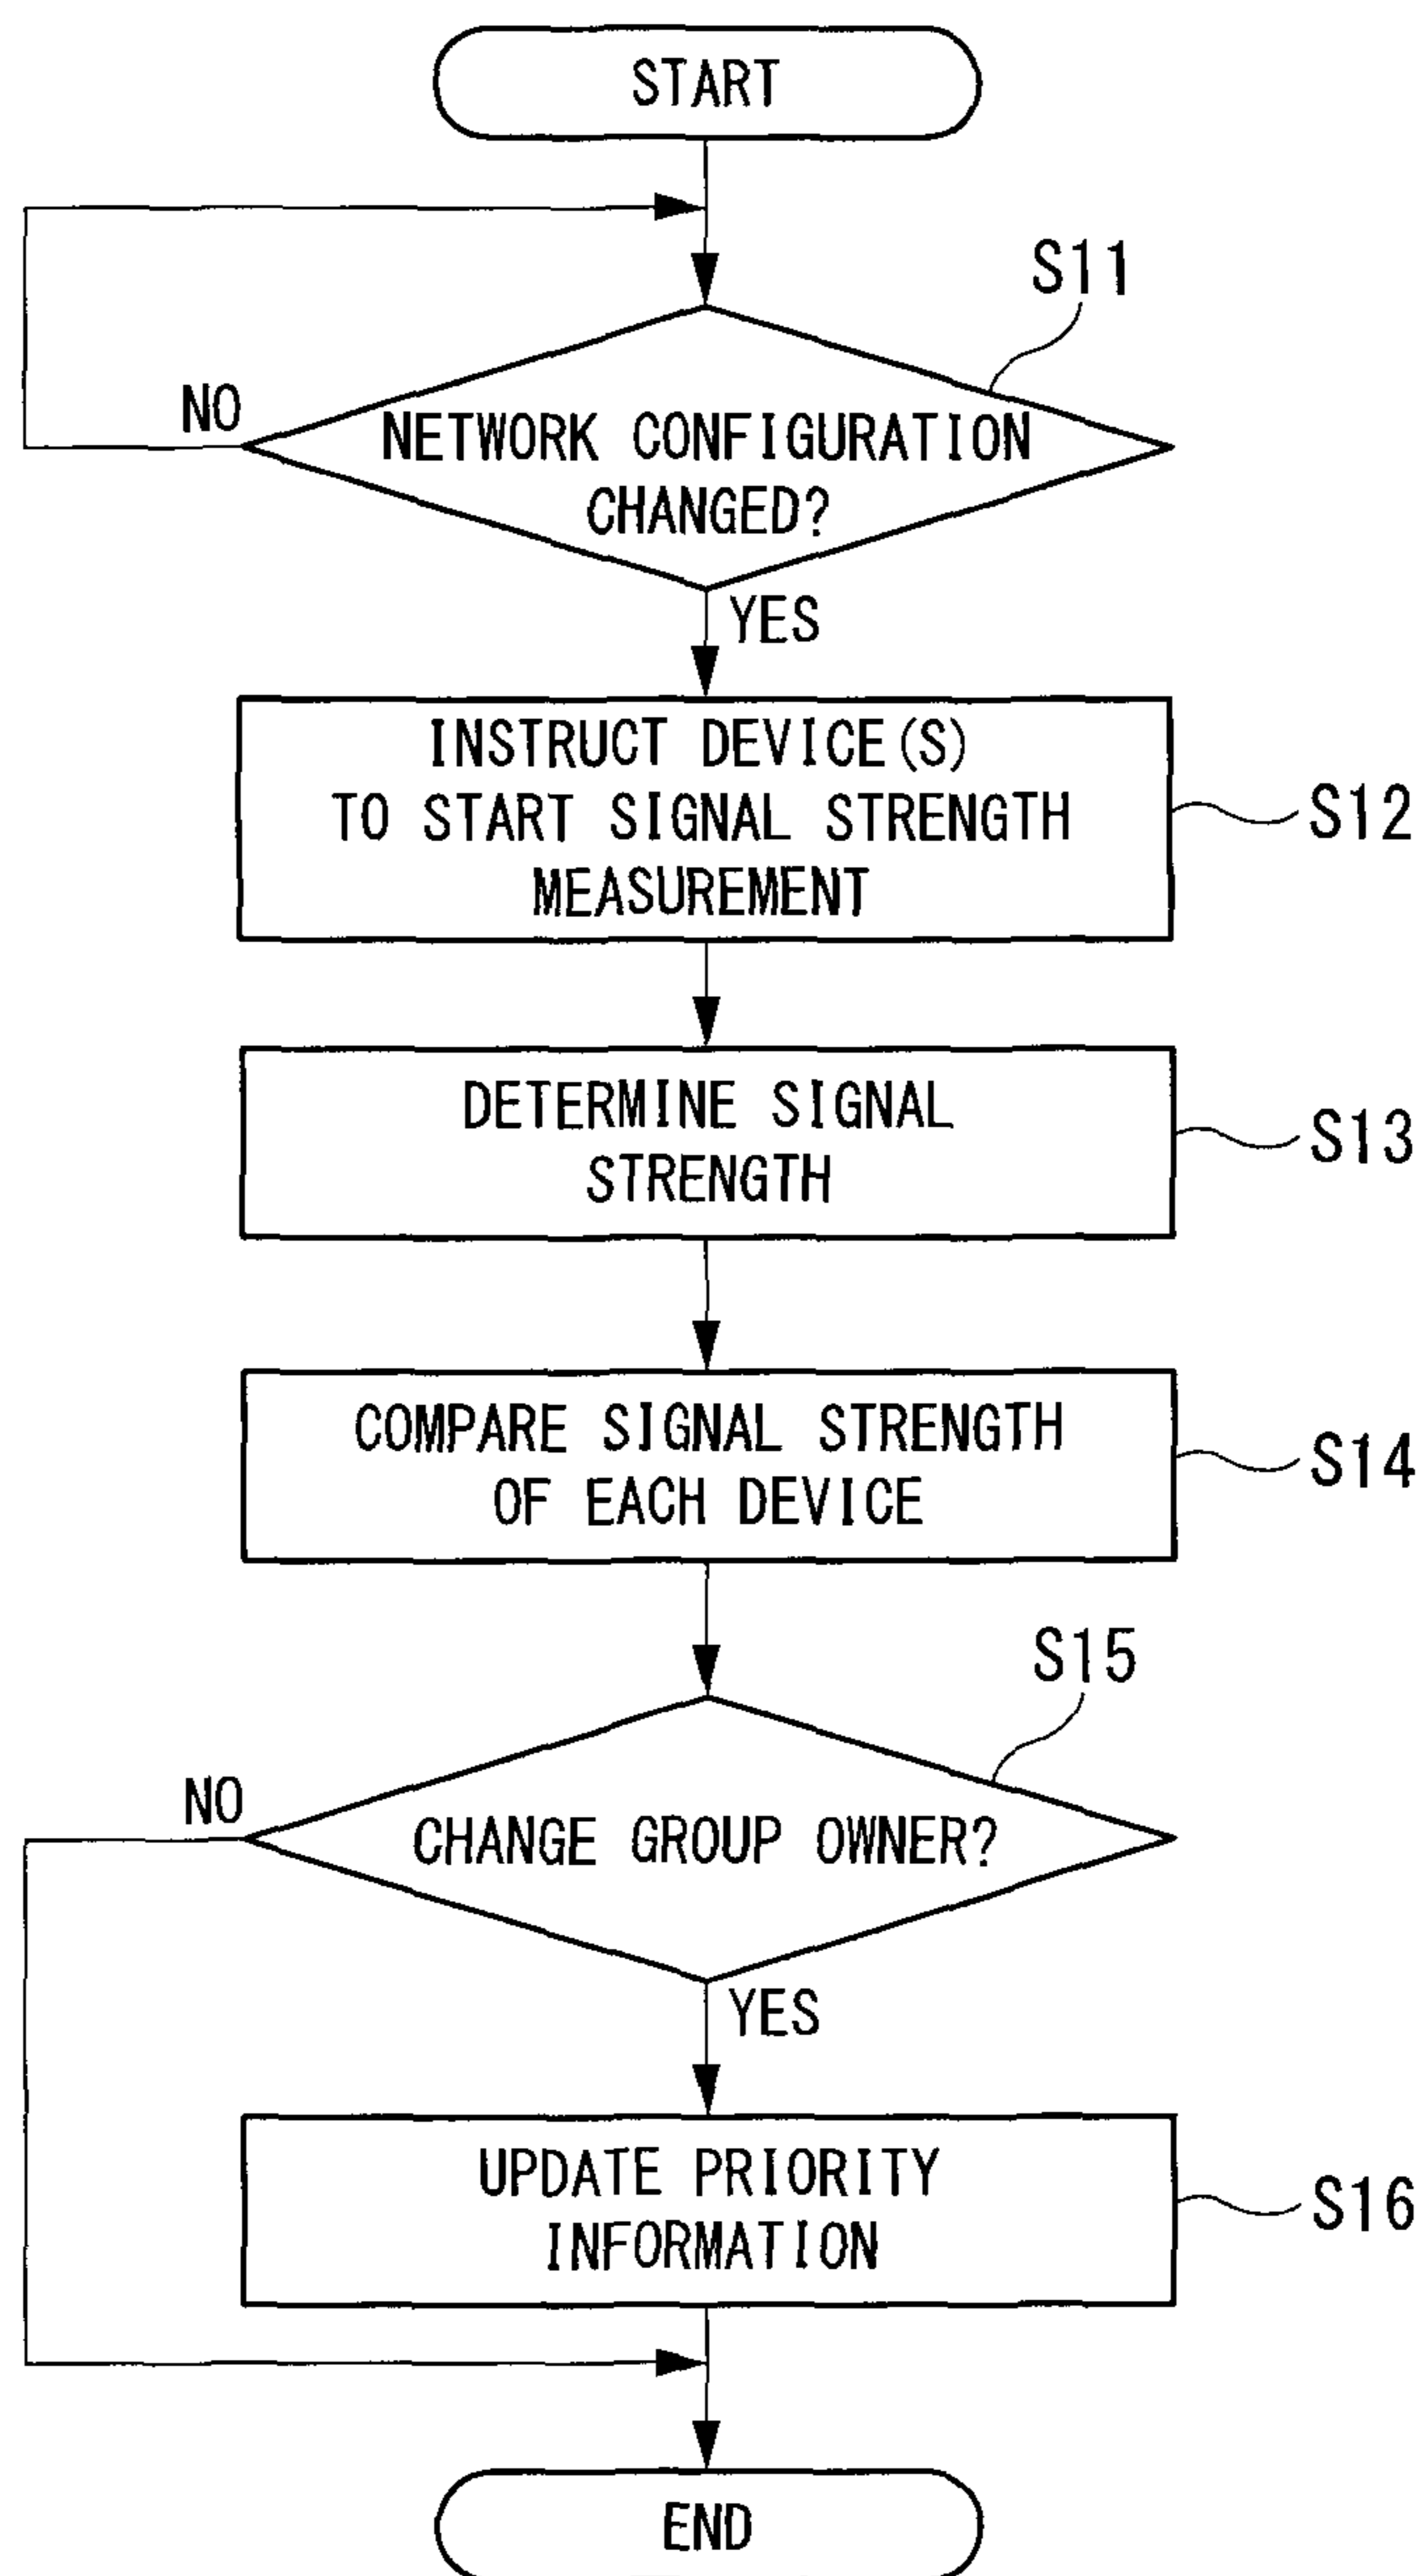 START
S11
NO
NETWORK CONFIGURATION
CHANGED?
YES
INSTRUCT DEVICE(S)
TO START SIGNAL STRENGTH
MEASUREMENT
S12
DETERMINE SIGNAL
STRENGTH
S13
COMPARE SIGNAL STRENGTH
OF EACH DEVICE
S14
S15
NO
CHANGE GROUP OWNER?
YES
UPDATE PRIORITY
INFORMATION
S16
END